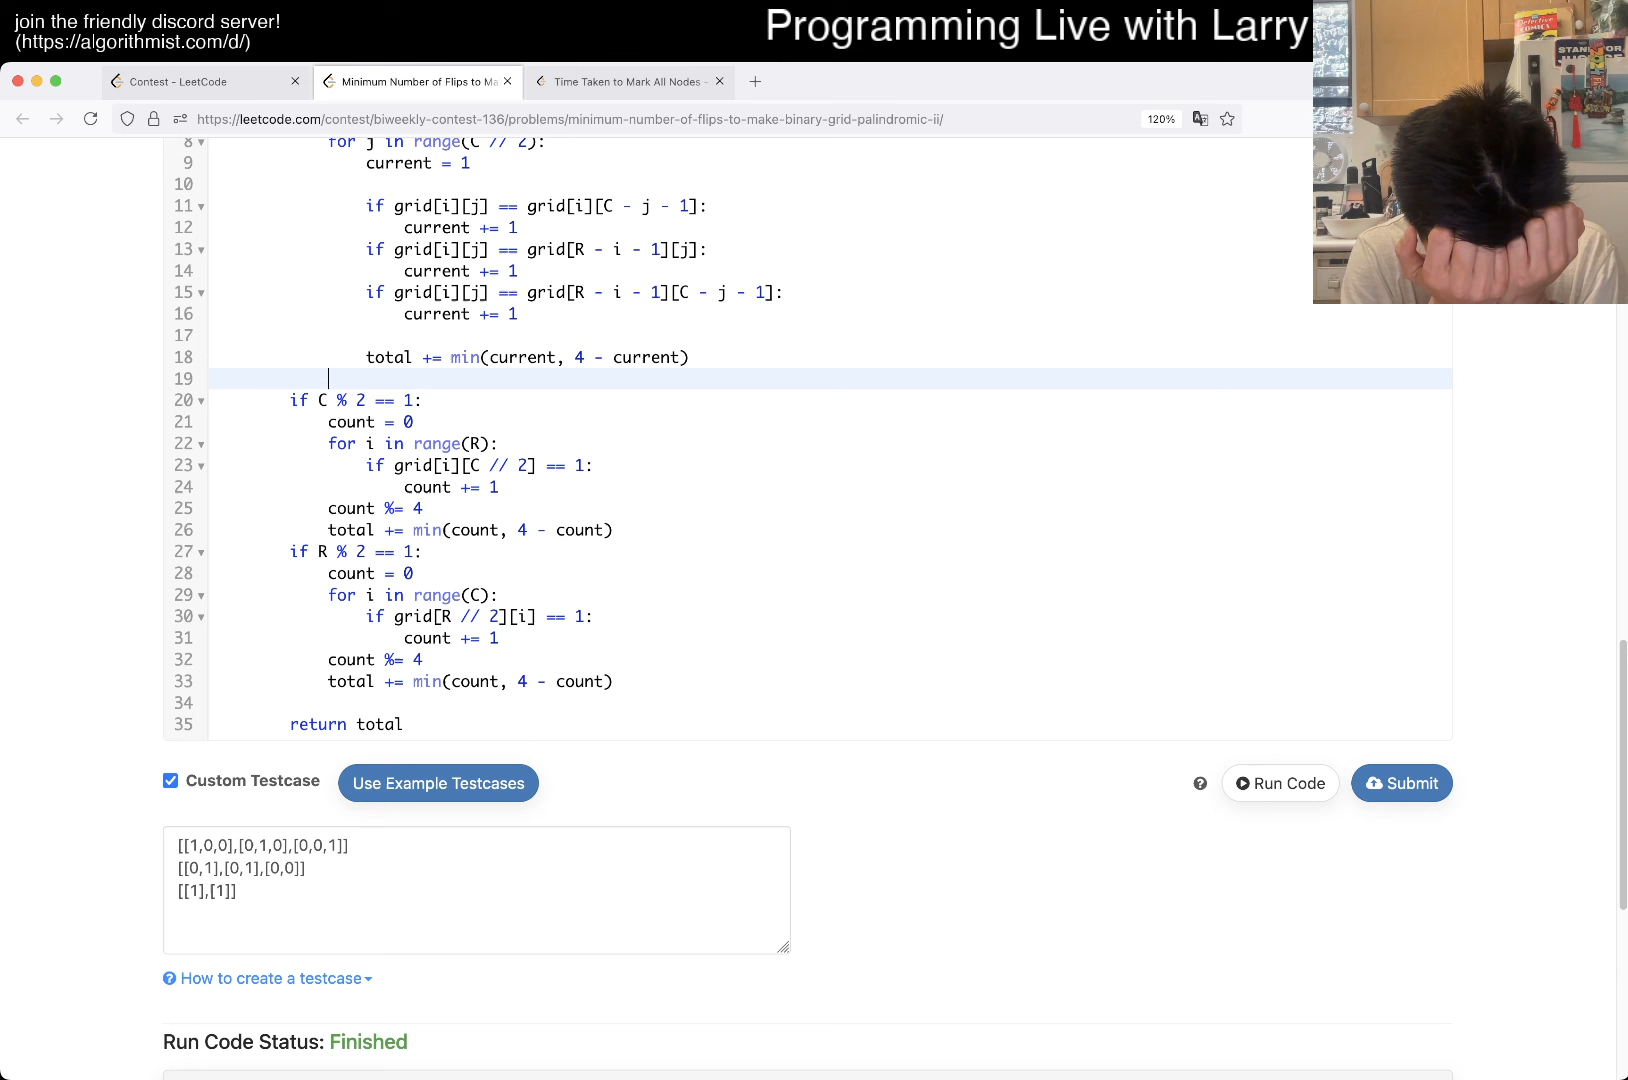 join the friendly discord server!
(https://algorithmist.com/d/)
Programming Live with Larry
Contest - LeetCode
Minimum Number of Flips to Ma
Time Taken to Mark All Nodes -
https://leetcode.com/contest/biweekly-contest-136/problems/minimum-number-of-flips-to-make-binary-grid-palindromic-ii/
120%
8 for j in range(C // 2):
9 current = 1
10
11 if grid[i][j] == grid[i][C - j - 1]:
12 current += 1
13 if grid[i][j] == grid[R - i - 1][j]:
14 current += 1
15 if grid[i][j] == grid[R - i - 1][C - j - 1]:
16 current += 1
17
18 total += min(current, 4 - current)
19
20 if C % 2 == 1:
21 count = 0
22 for i in range(R):
23 if grid[i][C // 2] == 1:
24 count += 1
25 count %= 4
26 total += min(count, 4 - count)
27 if R % 2 == 1:
28 count = 0
29 for i in range(C):
30 if grid[R // 2][i] == 1:
31 count += 1
32 count %= 4
33 total += min(count, 4 - count)
34
35 return total
Custom Testcase
Use Example Testcases
Run Code
Submit
[[1,0,0],[0,1,0],[0,0,1]]
[[0,1],[0,1],[0,0]]
[[1],[1]]
How to create a testcase
Run Code Status: Finished